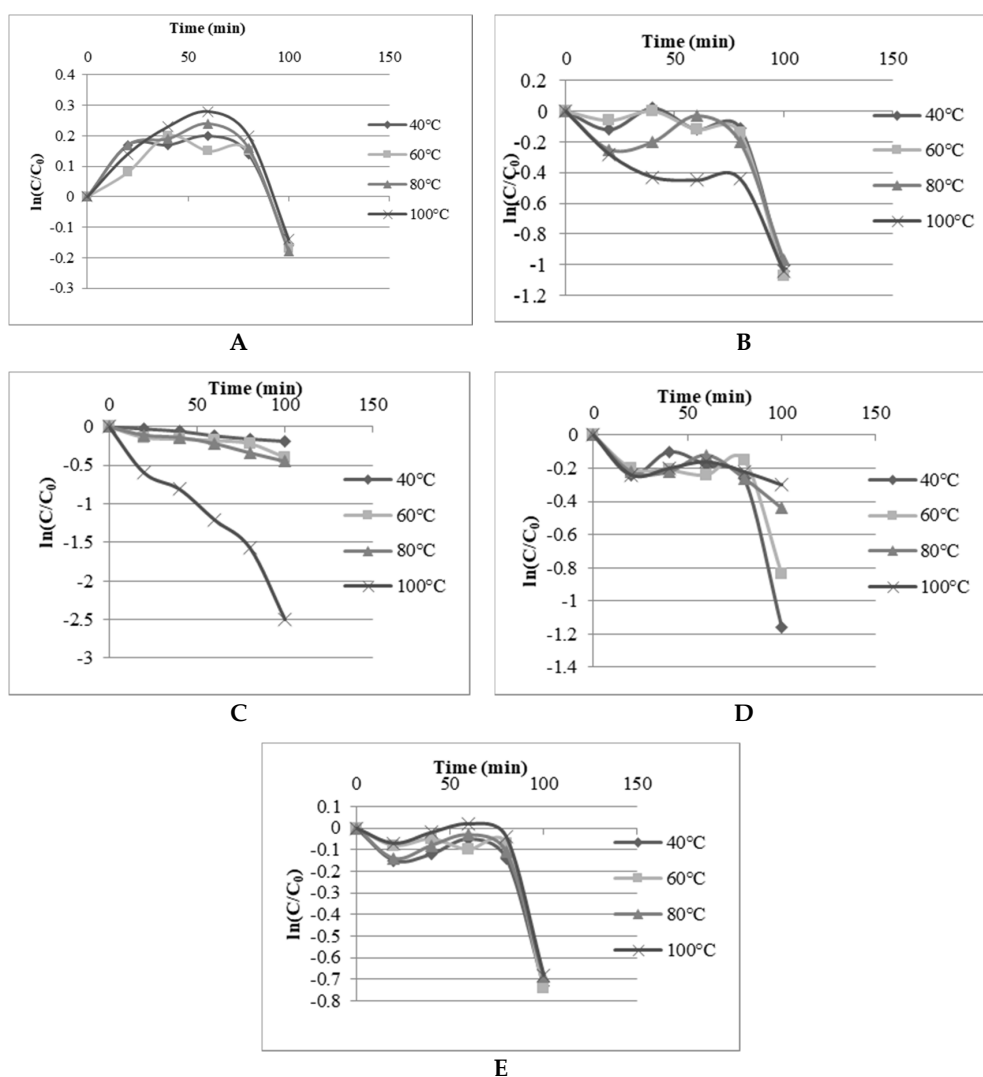 Time (min)
0 50 100 150
0.4
0.3
0.2
0.1
0
-0.1
-0.2
-0.3
ln(C/C₀)
40°C
60°C
80°C
100°C
A
Time (min)
0 50 100 150
0.2
0
-0.2
-0.4
-0.6
-0.8
-1
-1.2
ln(C/C₀)
40°C
60°C
80°C
100°C
B
Time (min)
0 50 100 150
0
-0.5
-1
-1.5
-2
-2.5
-3
ln(C/C₀)
40°C
60°C
80°C
100°C
C
Time (min)
0 50 100 150
0
-0.2
-0.4
-0.6
-0.8
-1
-1.2
-1.4
ln(C/C₀)
40°C
60°C
80°C
100°C
D
Time (min)
0 50 100 150
0.1
0
-0.1
-0.2
-0.3
-0.4
-0.5
-0.6
-0.7
-0.8
ln(C/C₀)
40°C
60°C
80°C
100°C
E